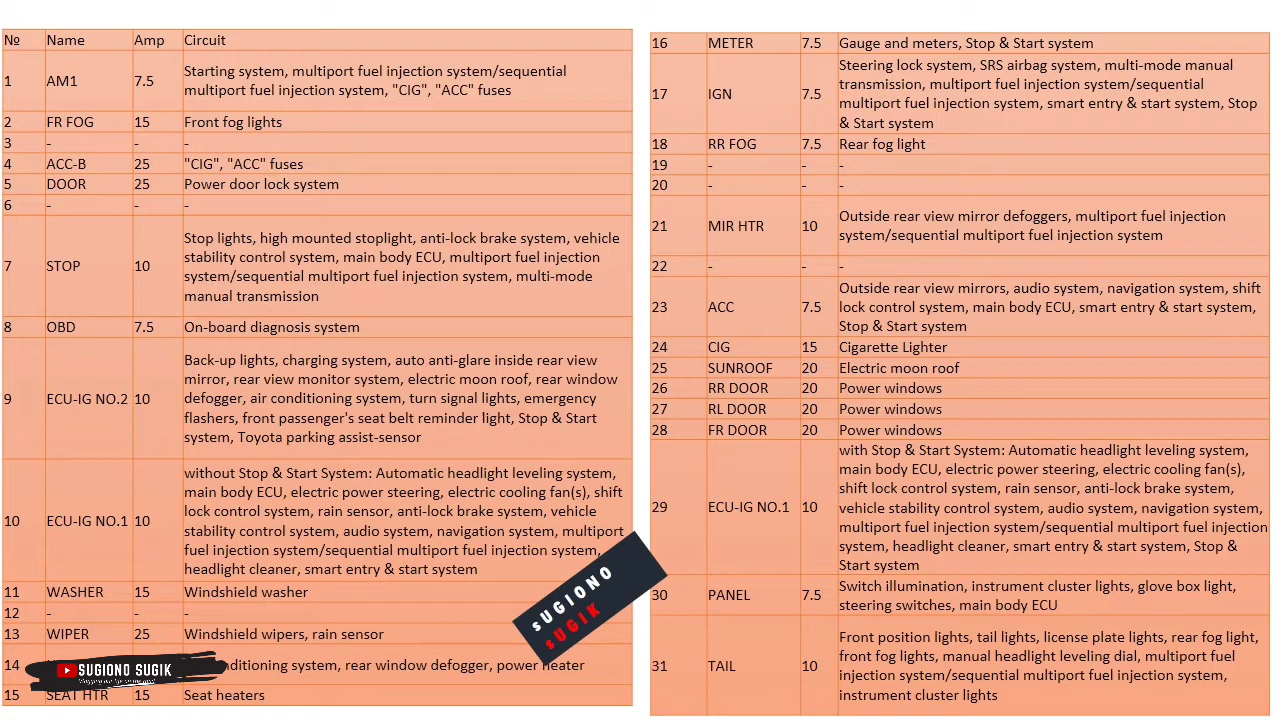 № Name Amp Circuit
1 AM1 7.5 Starting system, multiport fuel injection system/sequential
multiport fuel injection system, "CIG", "ACC" fuses
2 FR FOG 15 Front fog lights
3 - - -
4 ACC-B 25 "CIG", "ACC" fuses
5 DOOR 25 Power door lock system
6 - - -
7 STOP 10 Stop lights, high mounted stoplight, anti-lock brake system, vehicle
stability control system, main body ECU, multiport fuel injection
system/sequential multiport fuel injection system, multi-mode
manual transmission
8 OBD 7.5 On-board diagnosis system
9 ECU-IG NO.2 10 Back-up lights, charging system, auto anti-glare inside rear view
mirror, rear view monitor system, electric moon roof, rear window
defogger, air conditioning system, turn signal lights, emergency
flashers, front passenger's seat belt reminder light, Stop & Start
system, Toyota parking assist-sensor
10 ECU-IG NO.1 10 without Stop & Start System: Automatic headlight leveling system,
main body ECU, electric power steering, electric cooling fan(s), shift
lock control system, rain sensor, anti-lock brake system, vehicle
stability control system, audio system, navigation system, multiport
fuel injection system/sequential multiport fuel injection system,
headlight cleaner, smart entry & start system
11 WASHER 15 Windshield washer
12 - - -
13 WIPER 25 Windshield wipers, rain sensor
14 nditioning system, rear window defogger, power heater
15 SEAT HTR 15 Seat heaters
16 METER 7.5 Gauge and meters, Stop & Start system
17 IGN 7.5 Steering lock system, SRS airbag system, multi-mode manual
transmission, multiport fuel injection system/sequential
multiport fuel injection system, smart entry & start system, Stop
& Start system
18 RR FOG 7.5 Rear fog light
19 - - -
20 - - -
21 MIR HTR 10 Outside rear view mirror defoggers, multiport fuel injection
system/sequential multiport fuel injection system
22 - - -
23 ACC 7.5 Outside rear view mirrors, audio system, navigation system, shift
lock control system, main body ECU, smart entry & start system,
Stop & Start system
24 CIG 15 Cigarette Lighter
25 SUNROOF 20 Electric moon roof
26 RR DOOR 20 Power windows
27 RL DOOR 20 Power windows
28 FR DOOR 20 Power windows
29 ECU-IG NO.1 10 with Stop & Start System: Automatic headlight leveling system,
main body ECU, electric power steering, electric cooling fan(s),
shift lock control system, rain sensor, anti-lock brake system,
vehicle stability control system, audio system, navigation system,
multiport fuel injection system/sequential multiport fuel injection
system, headlight cleaner, smart entry & start system, Stop &
Start system
30 PANEL 7.5 Switch illumination, instrument cluster lights, glove box light,
steering switches, main body ECU
31 TAIL 10 Front position lights, tail lights, license plate lights, rear fog light,
front fog lights, manual headlight leveling dial, multiport fuel
injection system/sequential multiport fuel injection system,
instrument cluster lights
sUGIONO
sUGIK
SUGIONO SUGIK